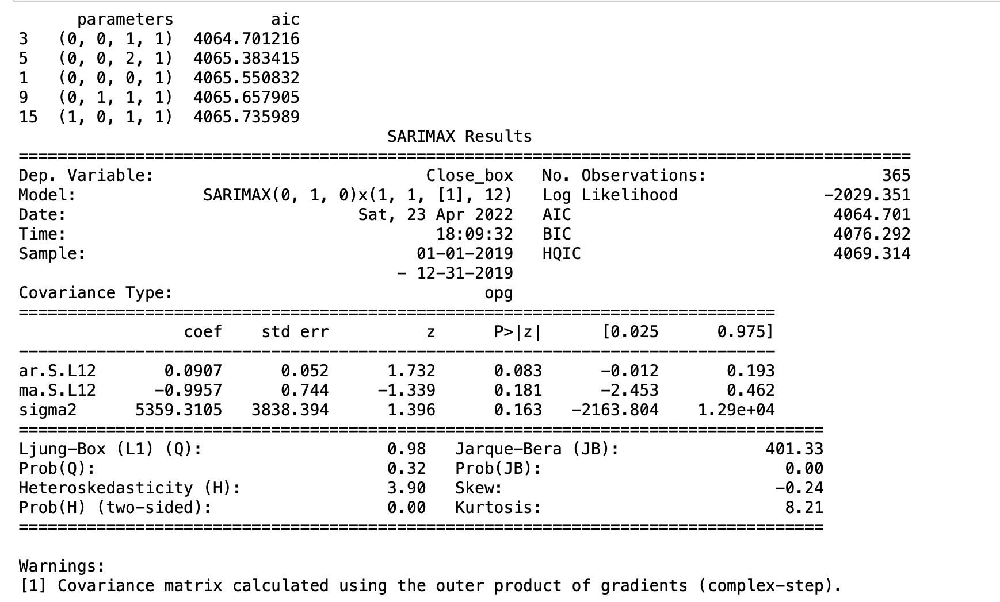 parameters          aic
3   (0, 0, 1, 1)  4064.701216
5   (0, 0, 2, 1)  4065.383415
1   (0, 0, 0, 1)  4065.550832
9   (0, 1, 1, 1)  4065.657905
15  (1, 0, 1, 1)  4065.735989
                                      SARIMAX Results
============================================================================================
Dep. Variable:                            Close_box   No. Observations:                  365
Model:             SARIMAX(0, 1, 0)x(1, 1, [1], 12)   Log Likelihood               -2029.351
Date:                              Sat, 23 Apr 2022   AIC                           4064.701
Time:                                      18:09:32   BIC                           4076.292
Sample:                                  01-01-2019   HQIC                          4069.314
                                       - 12-31-2019
Covariance Type:                                opg
==============================================================================
                 coef    std err          z      P>|z|      [0.025      0.975]
------------------------------------------------------------------------------
ar.S.L12       0.0907      0.052      1.732      0.083      -0.012       0.193
ma.S.L12      -0.9957      0.744     -1.339      0.181      -2.453       0.462
sigma2      5359.3105   3838.394      1.396      0.163   -2163.804    1.29e+04
===================================================================================
Ljung-Box (L1) (Q):                   0.98   Jarque-Bera (JB):               401.33
Prob(Q):                              0.32   Prob(JB):                         0.00
Heteroskedasticity (H):               3.90   Skew:                            -0.24
Prob(H) (two-sided):                  0.00   Kurtosis:                         8.21
===================================================================================
Warnings:
[1] Covariance matrix calculated using the outer product of gradients (complex-step).